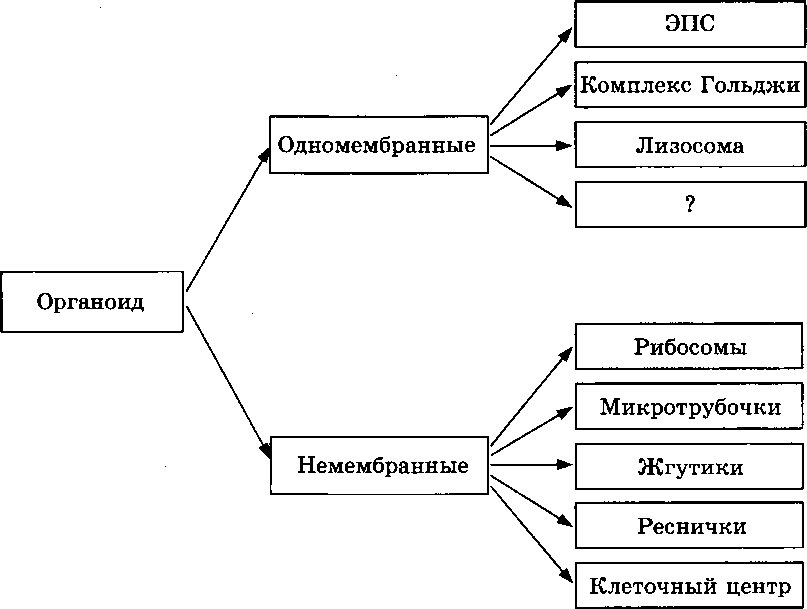 ЭПС
Комплекс Гольджи
Одномембранные
Лизосома
?
Органоид
Рибосомы
Микротрубочки
Немембранные
Жгутики
Реснички
Клеточный центр